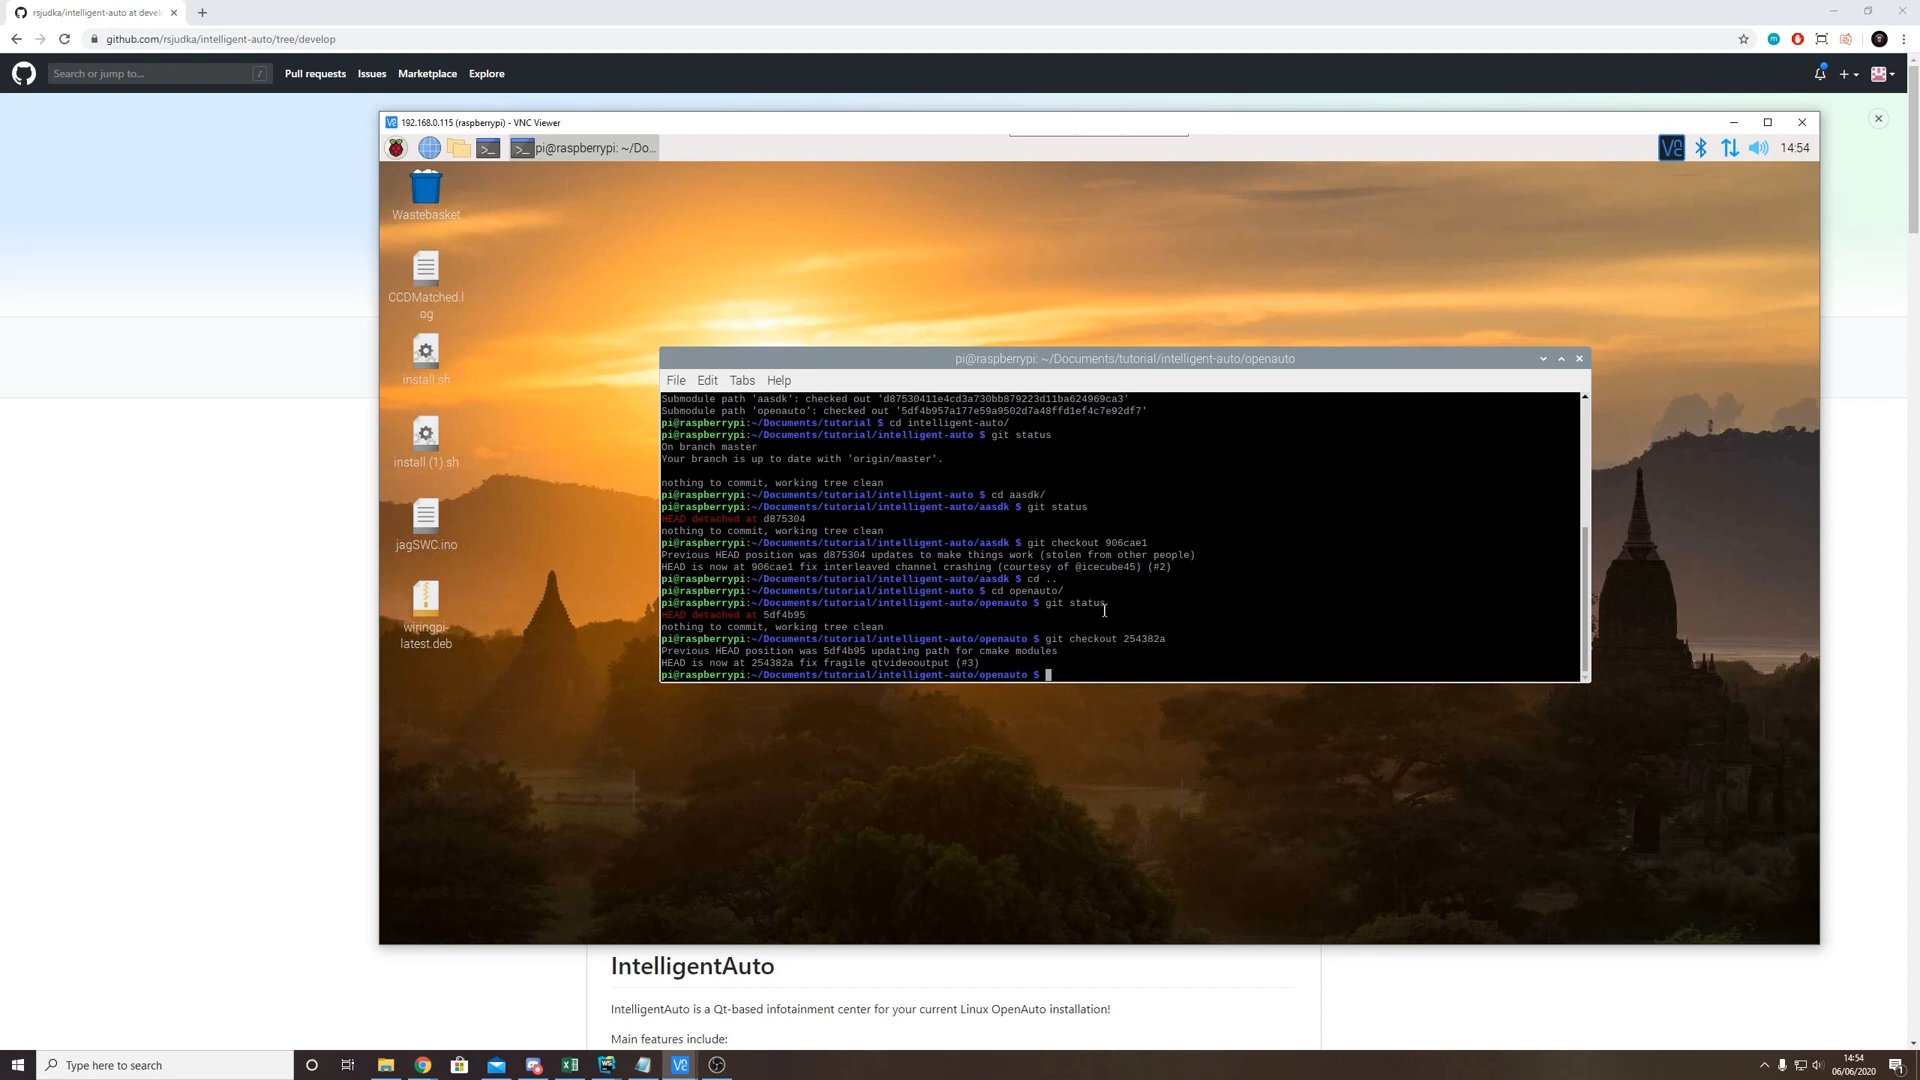 rsjudka/intelligent-auto at devel
github.com/rsjudka/intelligent-auto/tree/develop
Search or jump to...
/
Pull requests
Issues
Marketplace
Explore
192.168.0.115 (raspberrypi) - VNC Viewer
pi@raspberrypi: ~/Do...
14:54
Wastebasket
CCDMatched.l
og
install.sh
install (1).sh
jagSWC.ino
wiringpi-
latest.deb
pi@raspberrypi: ~/Documents/tutorial/intelligent-auto/openauto
File Edit Tabs Help
Submodule path 'aasdk': checked out 'd87530411e4cd3a730bb879223d11ba624969ca3'
Submodule path 'openauto': checked out '5df4b957a177e59a9502d7a48ffd1ef4c7e92df7'
pi@raspberrypi:~/Documents/tutorial $ cd intelligent-auto/
pi@raspberrypi:~/Documents/tutorial/intelligent-auto $ git status
On branch master
Your branch is up to date with 'origin/master'.
nothing to commit, working tree clean
pi@raspberrypi:~/Documents/tutorial/intelligent-auto $ cd aasdk/
pi@raspberrypi:~/Documents/tutorial/intelligent-auto/aasdk $ git status
HEAD detached at d875304
nothing to commit, working tree clean
pi@raspberrypi:~/Documents/tutorial/intelligent-auto/aasdk $ git checkout 906cae1
Previous HEAD position was d875304 updates to make things work (stolen from other people)
HEAD is now at 906cae1 fix interleaved channel crashing (courtesy of @icecube45) (#2)
pi@raspberrypi:~/Documents/tutorial/intelligent-auto/aasdk $ cd ..
pi@raspberrypi:~/Documents/tutorial/intelligent-auto $ cd openauto/
pi@raspberrypi:~/Documents/tutorial/intelligent-auto/openauto $ git status
HEAD detached at 5df4b95
nothing to commit, working tree clean
pi@raspberrypi:~/Documents/tutorial/intelligent-auto/openauto $ git checkout 254382a
Previous HEAD position was 5df4b95 updating path for cmake modules
HEAD is now at 254382a fix fragile qtvideooutput (#3)
pi@raspberrypi:~/Documents/tutorial/intelligent-auto/openauto $
IntelligentAuto
IntelligentAuto is a Qt-based infotainment center for your current Linux OpenAuto installation!
Main features include:
Type here to search
14:54
06/06/2020